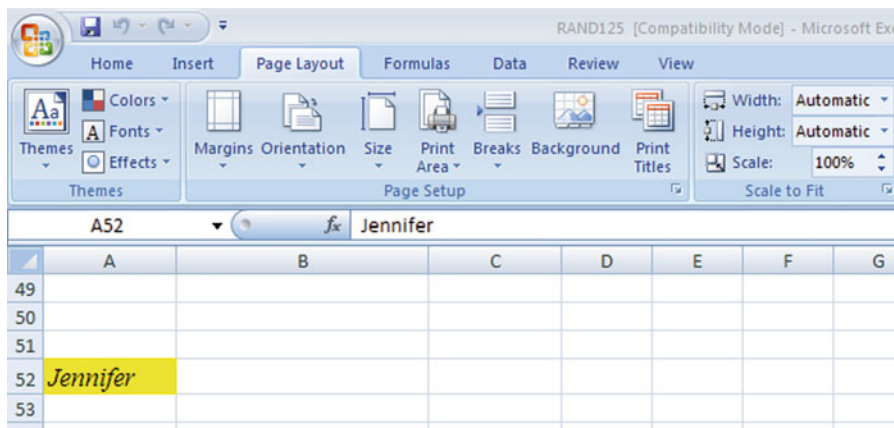 RAND125 [Compatibility Mode] - Microsoft Exc
Home Insert Page Layout Formulas Data Review View
Aa Colors Width: Automatic
A Fonts Height: Automatic
Themes Effects Margins Orientation Size Print Area Breaks Background Print Titles Scale: 100%
Themes Page Setup Scale to Fit
A52 fx Jennifer
A B C D E F G
49
50
51
52 Jennifer
53